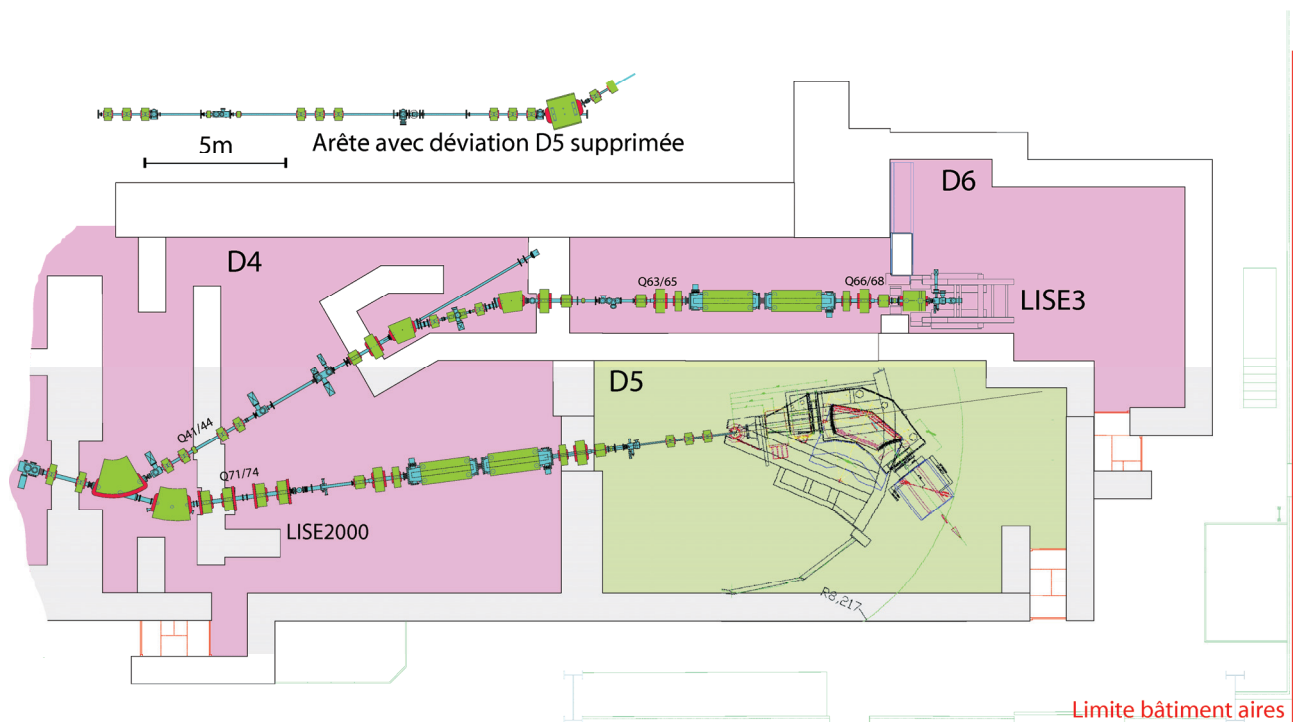 5m
Arête avec déviation D5 supprimée
D6
D4
Q63/65
Q66/68
LISE3
D5
Q41/44
Q71/74
LISE2000
R8,217
Limite bâtiment aires